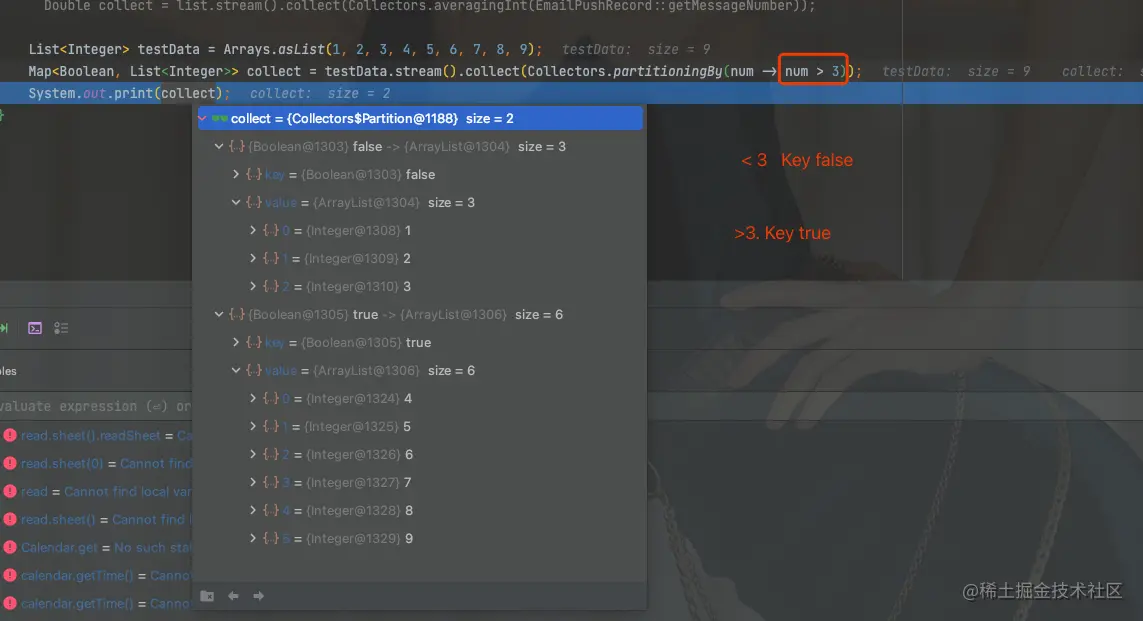 Double collect = list.stream().collect(Collectors.averagingInt(EmailPushRecord::getMessageNumber));
List<Integer> testData = Arrays.asList(1, 2, 3, 4, 5, 6, 7, 8, 9); testData: size = 9
Map<Boolean, List<Integer>> collect = testData.stream().collect(Collectors.partitioningBy(num → num > 3)); testData: size = 9 collect: s
System.out.print(collect); collect: size = 2
collect = {Collectors$Partition@1188} size = 2
{Boolean@1303} false -> {ArrayList@1304} size = 3
key = {Boolean@1303} false
value = {ArrayList@1304} size = 3
0 = {Integer@1308} 1
1 = {Integer@1309} 2
2 = {Integer@1310} 3
{Boolean@1305} true -> {ArrayList@1306} size = 6
key = {Boolean@1305} true
value = {ArrayList@1306} size = 6
0 = {Integer@1324} 4
1 = {Integer@1325} 5
2 = {Integer@1326} 6
3 = {Integer@1327} 7
4 = {Integer@1328} 8
5 = {Integer@1329} 9
< 3 Key false
>3. Key true
les
valuate expression (⏎) or
read.sheet().readSheet = Ca
read.sheet(0) = Cannot find
read = Cannot find local var
read.sheet() = Cannot find l
Calendar.get = No such stat
calendar.getTime() = Canno
calendar.getTime() = Canno
@稀土掘金技术社区